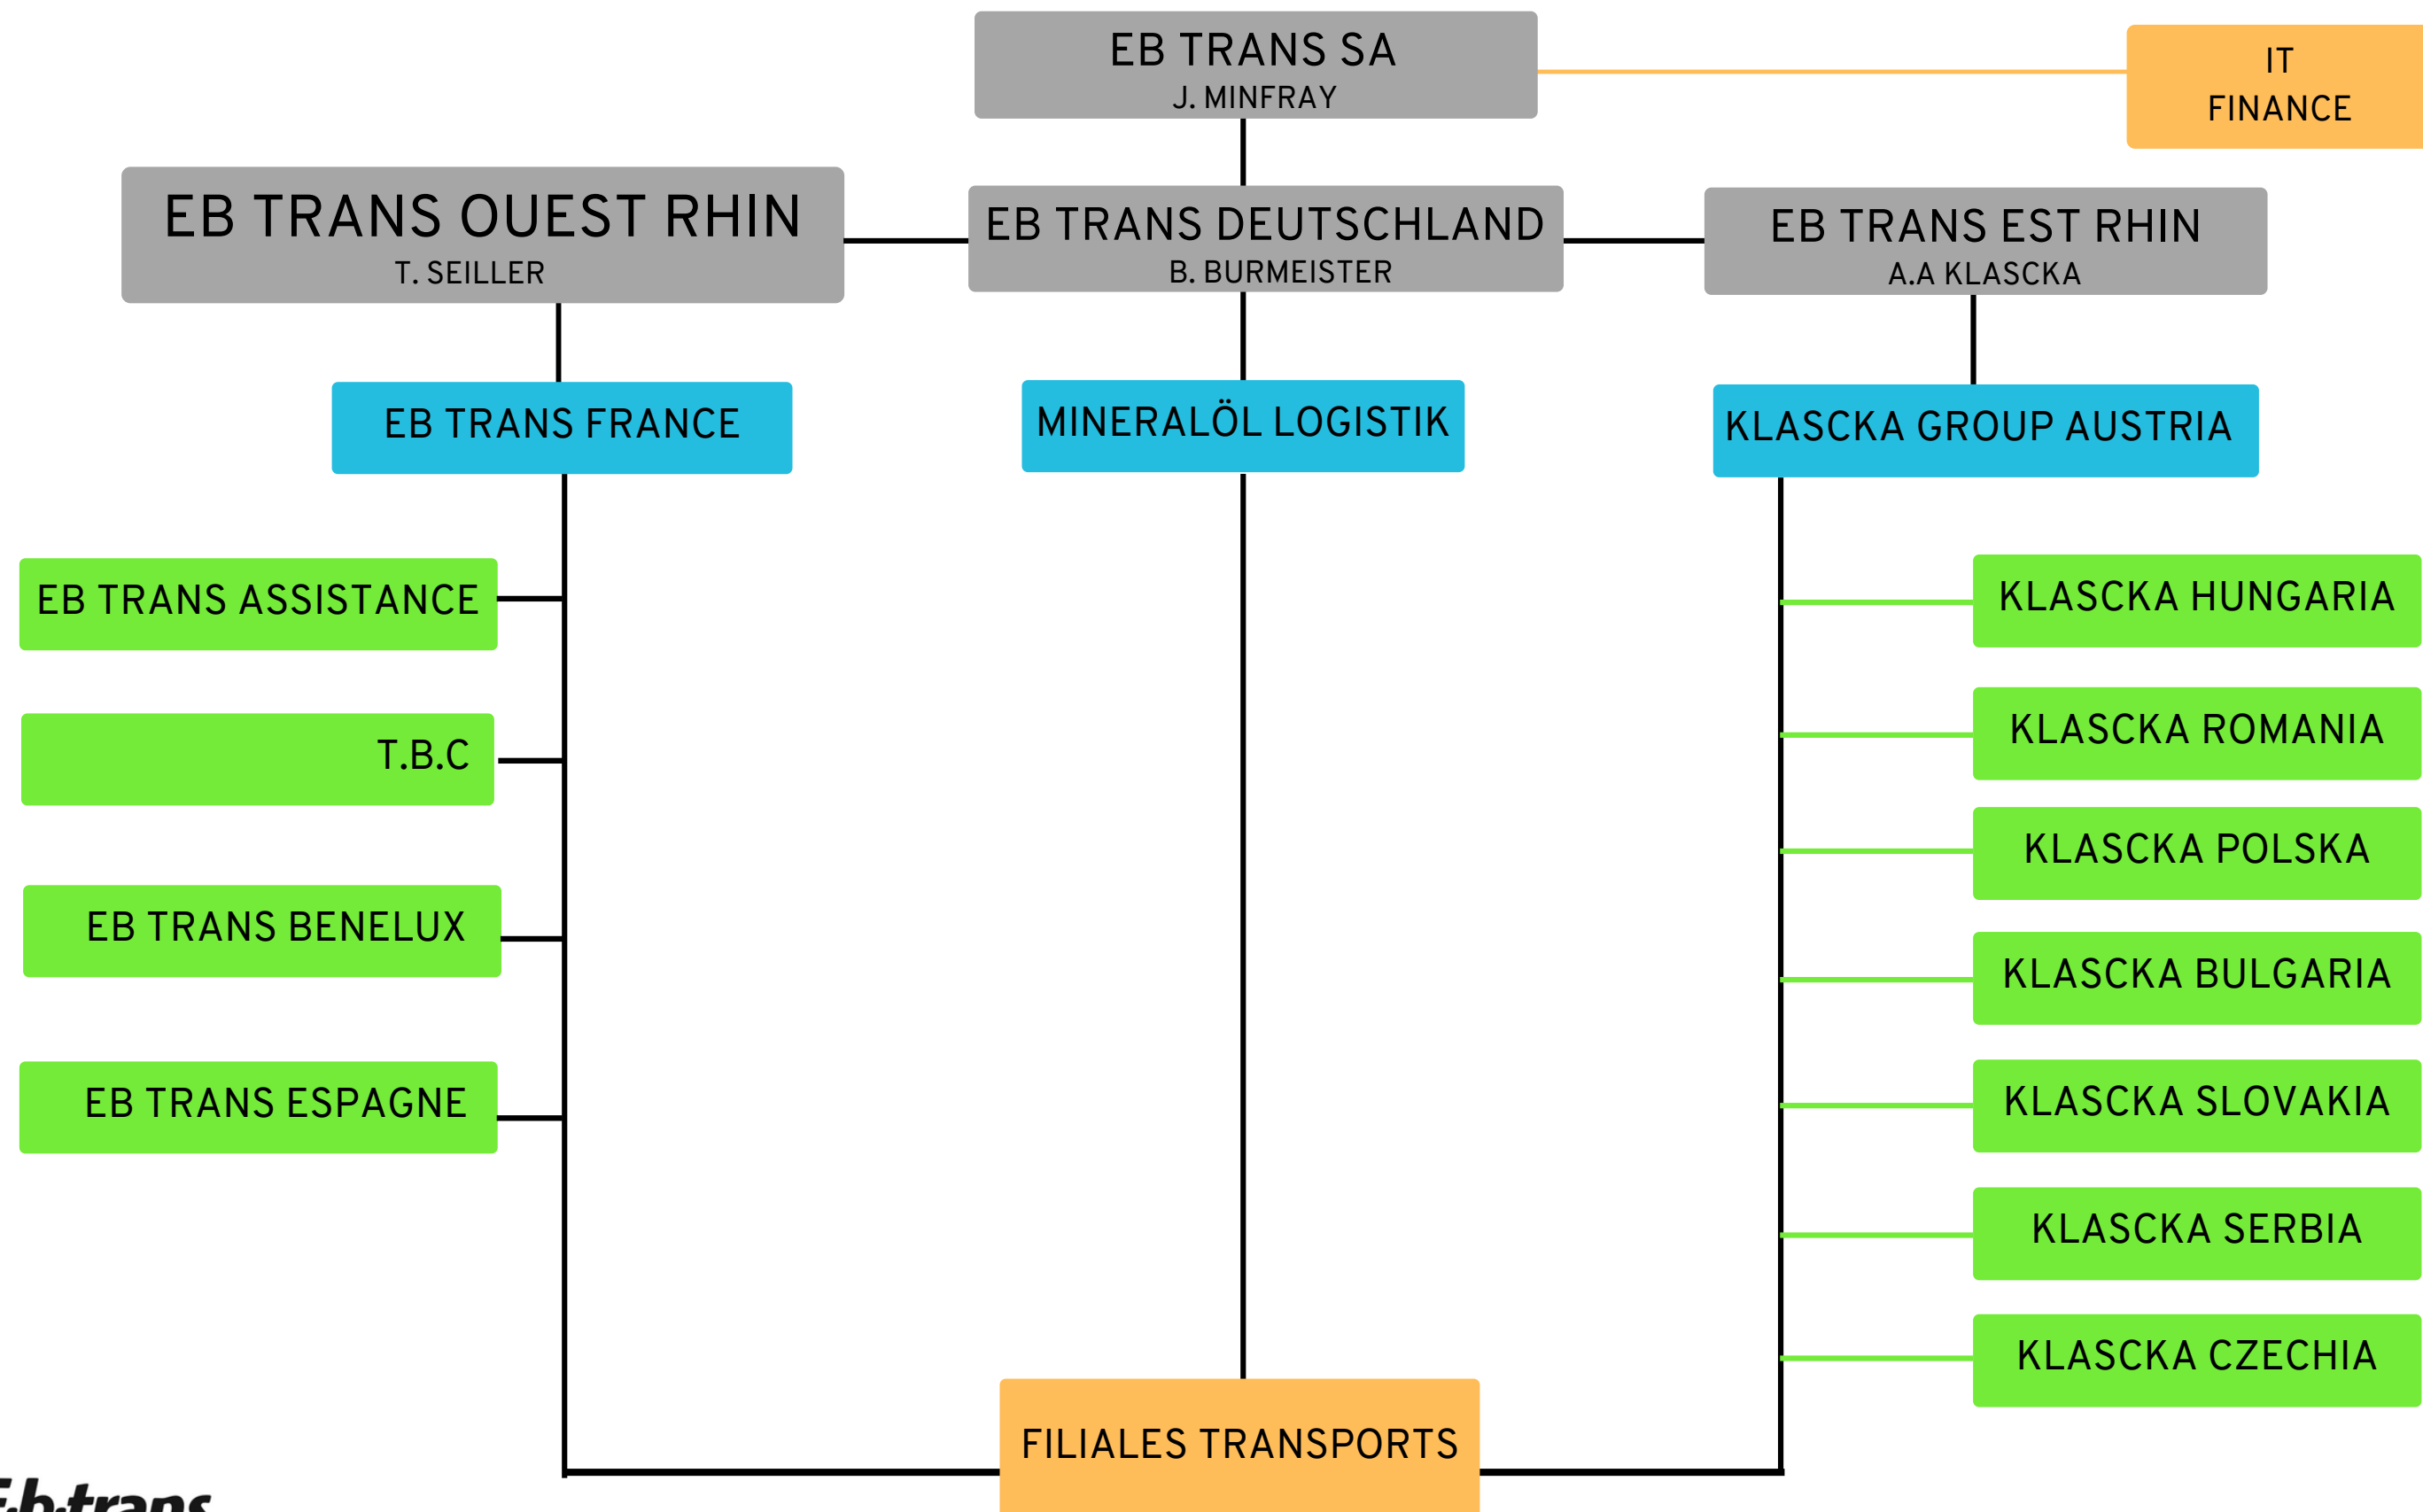 EB TRANS SA
J. MINFRAY
IT
FINANCE
EB TRANS OUEST RHIN
T. SEILLER
EB TRANS DEUTSCHLAND
B. BURMEISTER
EB TRANS EST RHIN
A.A KLASCKA
EB TRANS FRANCE
MINERALÖL LOGISTIK
KLASCKA GROUP AUSTRIA
EB TRANS ASSISTANCE
T.B.C
EB TRANS BENELUX
EB TRANS ESPAGNE
KLASCKA HUNGARIA
KLASCKA ROMANIA
KLASCKA POLSKA
KLASCKA BULGARIA
KLASCKA SLOVAKIA
KLASCKA SERBIA
KLASCKA CZECHIA
FILIALES TRANSPORTS
E·b·trans